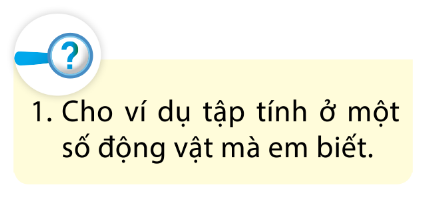 ?
1. Cho ví dụ tập tính ở một
số động vật mà em biết.